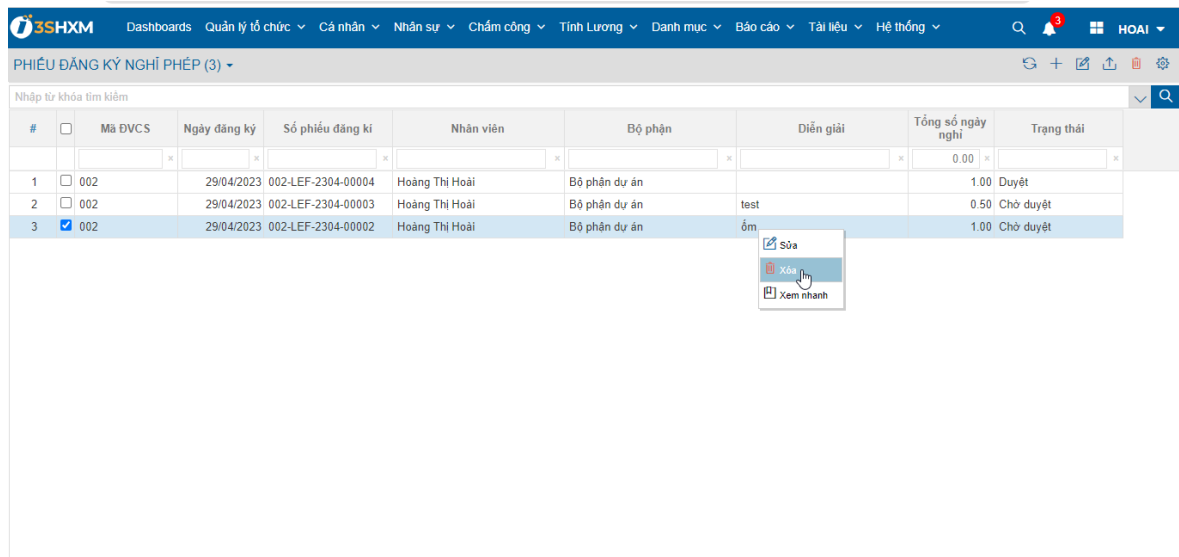 3SHXM Dashboards Quản lý tổ chức Cá nhân Nhân sự Chấm công Tính Lương Danh mục Báo cáo Tài liệu Hệ thống 3 HOAI
PHIẾU ĐĂNG KÝ NGHỈ PHÉP (3)
Nhập từ khóa tìm kiếm
# Mã ĐVCS Ngày đăng ký Số phiếu đăng kí Nhân viên Bộ phận Diễn giải Tổng số ngày nghỉ Trạng thái
0.00
1 002 29/04/2023 002-LEF-2304-00004 Hoàng Thị Hoài Bộ phận dự án 1.00 Duyệt
2 002 29/04/2023 002-LEF-2304-00003 Hoàng Thị Hoài Bộ phận dự án test 0.50 Chờ duyệt
3 002 29/04/2023 002-LEF-2304-00002 Hoàng Thị Hoài Bộ phận dự án ốm 1.00 Chờ duyệt
Sửa
Xóa
Xem nhanh